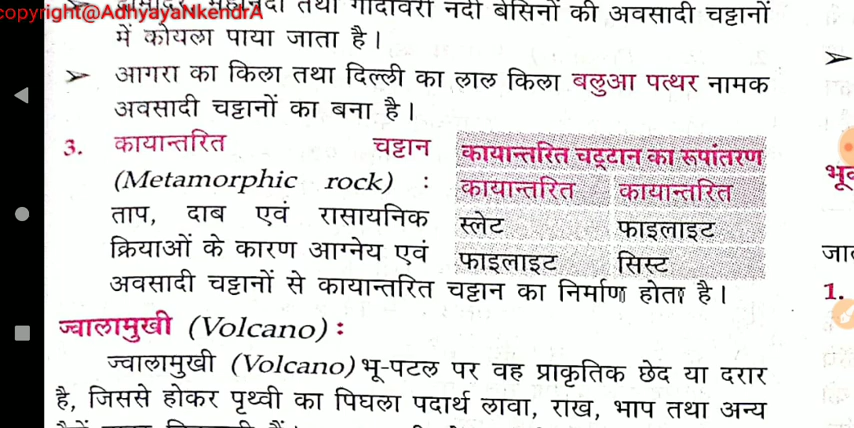 copyright@AdhyayaNkendrA
तथा गोदावरी नदी बेसिनों की अवसादी चट्टानों
में कोयला पाया जाता है।
➢ आगरा का किला तथा दिल्ली का लाल किला बलुआ पत्थर नामक
अवसादी चट्टानों का बना है।
3. कायान्तरित चट्टान
(Metamorphic rock) :
ताप, दाब एवं रासायनिक
क्रियाओं के कारण आग्नेय एवं
कायान्तरित चट्टान का रूपांतरण
कायान्तरित कायान्तरित
स्लेट फाइलाइट
फाइलाइट सिस्ट
अवसादी चट्टानों से कायान्तरित चट्टान का निर्माण होता है।
ज्वालामुखी (Volcano) :
ज्वालामुखी (Volcano) भू-पटल पर वह प्राकृतिक छेद या दरार
है, जिससे होकर पृथ्वी का पिघला पदार्थ लावा, राख, भाप तथा अन्य
➢
1.